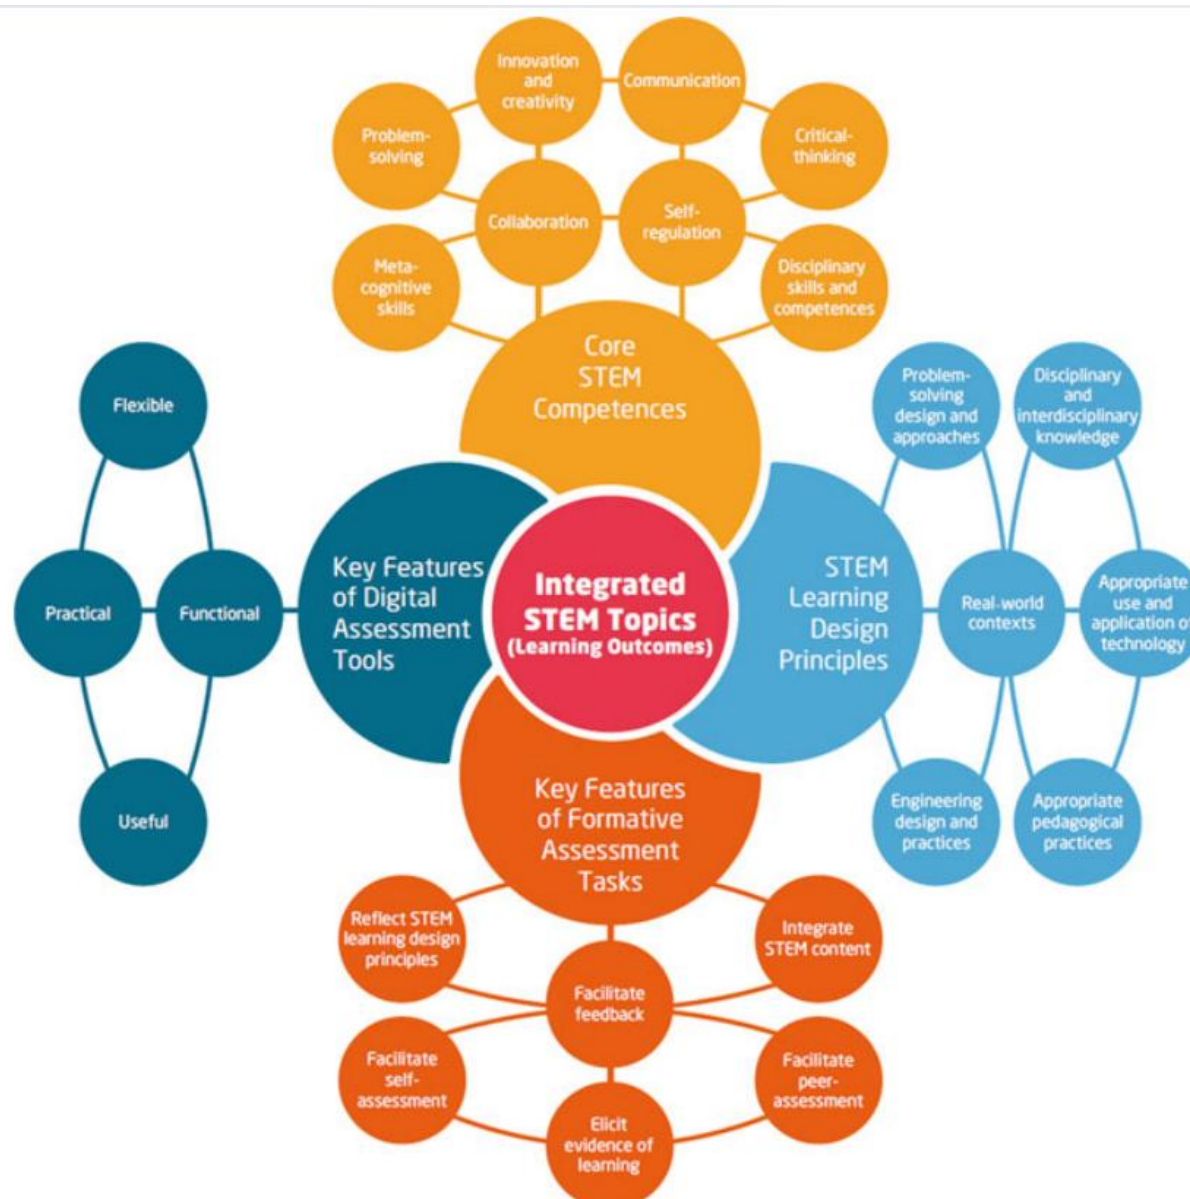 Innovation
and
creativity
Communication
Problem-
solving
Critical-
thinking
Collaboration
Self-
regulation
Meta-
cognitive
skills
Disciplinary
skills and
competences
Core
STEM
Competences
Flexible
Practical
Functional
Useful
Key Features
of Digital
Assessment
Tools
Integrated
STEM Topics
(Learning Outcomes)
STEM
Learning
Design
Principles
Problem-
solving
design and
approaches
Disciplinary
and
interdisciplinary
knowledge
Real-world
contexts
Appropriate
use and
application of
technology
Engineering
design and
practices
Appropriate
pedagogical
practices
Key Features
of Formative
Assessment
Tasks
Reflect STEM
learning design
principles
Integrate
STEM content
Facilitate
feedback
Facilitate
self-
assessment
Facilitate
peer-
assessment
Elicit
evidence of
learning